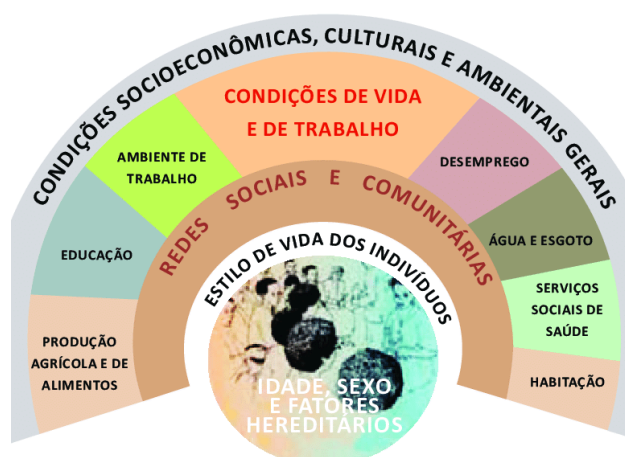 CONDIÇÕES SOCIOECONÔMICAS, CULTURAIS E AMBIENTAIS GERAIS
CONDIÇÕES DE VIDA
E DE TRABALHO
AMBIENTE DE
TRABALHO
DESEMPREGO
EDUCAÇÃO
ÁGUA E ESGOTO
PRODUÇÃO
AGRÍCOLA E DE
ALIMENTOS
SERVIÇOS
SOCIAIS DE
SAÚDE
HABITAÇÃO
REDES SOCIAIS E COMUNITÁRIAS
ESTILO DE VIDA DOS INDIVÍDUOS
IDADE, SEXO
E FATORES
HEREDITÁRIOS